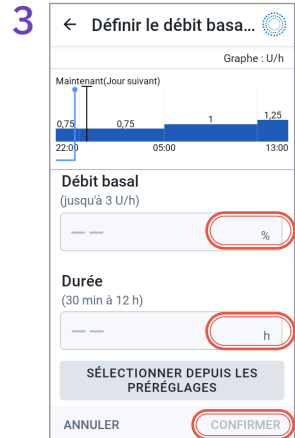 3
← Définir le débit basa...
Graphe : U/h
Maintenant(Jour suivant)
0,75 0,75 1 1,25
22:00 05:00 13:00
Débit basal
(jusqu'à 3 U/h)
—— %
Durée
(30 min à 12 h)
—— h
SÉLECTIONNER DEPUIS LES
PRÉRÉGLAGES
ANNULER CONFIRMER